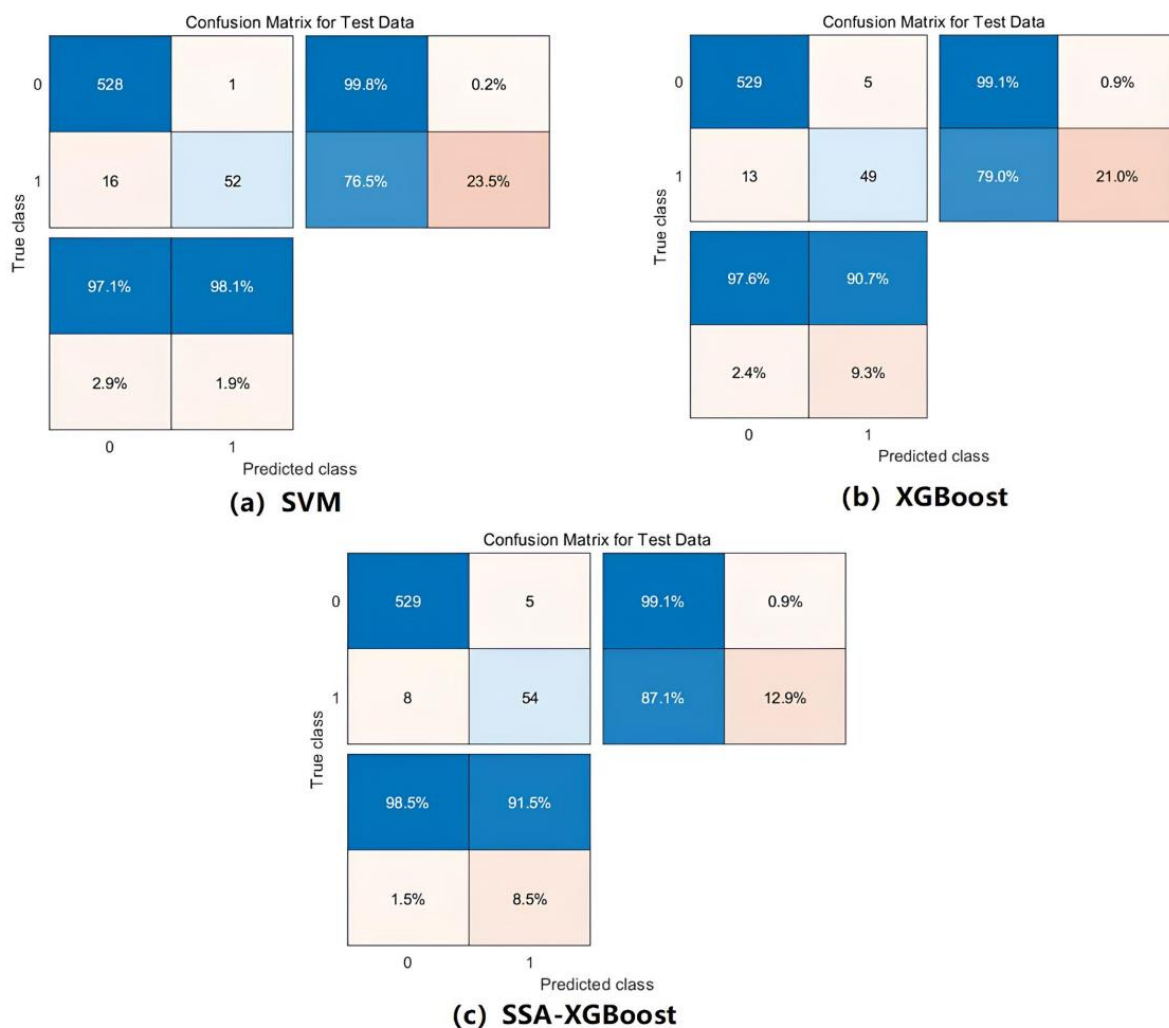 Confusion Matrix for Test Data
0 528 1 99.8% 0.2%
1 16 52 76.5% 23.5%
True class
97.1% 98.1%
2.9% 1.9%
0 1
Predicted class
(a) SVM
Confusion Matrix for Test Data
0 529 5 99.1% 0.9%
1 13 49 79.0% 21.0%
True class
97.6% 90.7%
2.4% 9.3%
0 1
Predicted class
(b) XGBoost
Confusion Matrix for Test Data
0 529 5 99.1% 0.9%
1 8 54 87.1% 12.9%
True class
98.5% 91.5%
1.5% 8.5%
0 1
Predicted class
(c) SSA-XGBoost